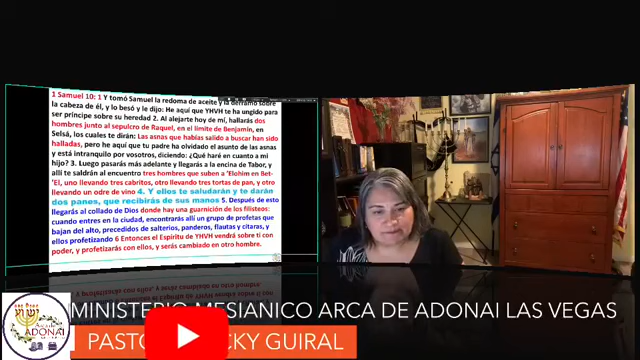 1 Samuel 10: 1 Y tomó Samuel la redoma de aceite y la derramó sobre
la cabeza de él, y lo besó y le dijo: He aquí que YHVH te ha ungido para
ser príncipe sobre su heredad 2. Al alejarte hoy de mí, hallarás dos
hombres junto al sepulcro de Raquel, en el límite de Benjamín, en
Selsá, los cuales te dirán: Las asnas que habías salido a buscar han sido
halladas, pero he aquí que tu padre ha olvidado el asunto de las asnas
y está intranquilo por vosotros, diciendo: ¿Qué haré en cuanto a mi
hijo? 3. Luego pasarás más adelante y llegarás a la encina de Tabor, y
allí te saldrán al encuentro tres hombres que suben a 'Elohim en Bet-
'El, uno llevando tres cabritos, otro llevando tres tortas de pan, y otro
llevando un odre de vino 4. Y ellos te saludarán y te darán
dos panes, que recibirás de sus manos 5. Después de esto
llegarás al collado de Dios donde hay una guarnición de los filisteos:
cuando entres en la ciudad, encontrarás allí un grupo de profetas que
bajan del alto, precedidos de salterios, panderos, flautas y cítaras, y
ellos profetizando 6 Entonces el Espíritu de YHVH vendrá sobre ti con
poder, y profetizarás con ellos, y serás cambiado en otro hombre.
MINISTERIO MESIANICO ARCA DE ADONAI LAS VEGAS
PASTO CKY GUIRAL
Arca de
ADONAI